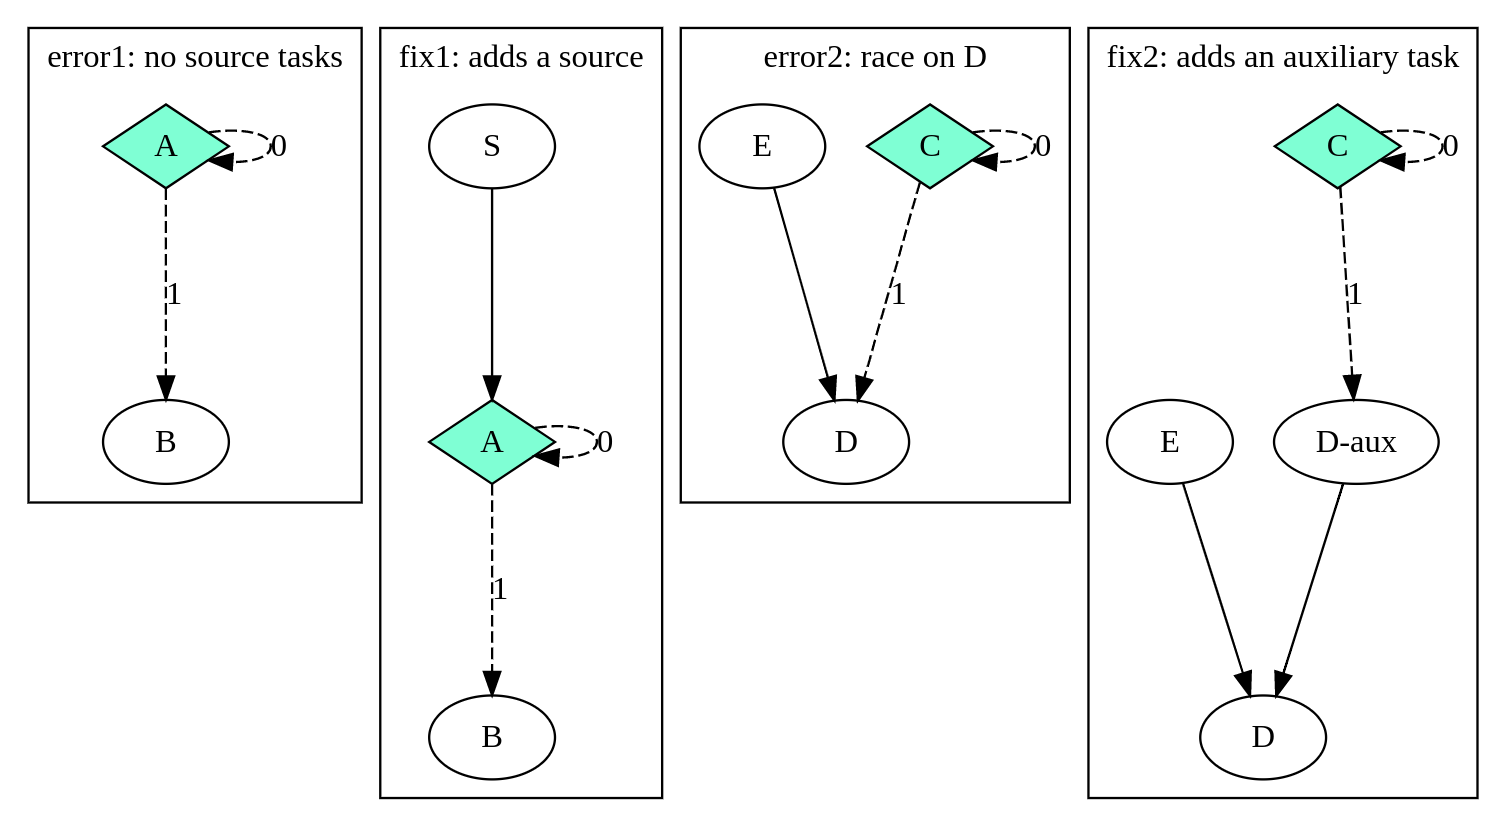 error1: no source tasks
A
0
1
B
fix1: adds a source
S
A
0
1
B
error2: race on D
E
C
0
1
D
fix2: adds an auxiliary task
C
0
1
E
D-aux
D